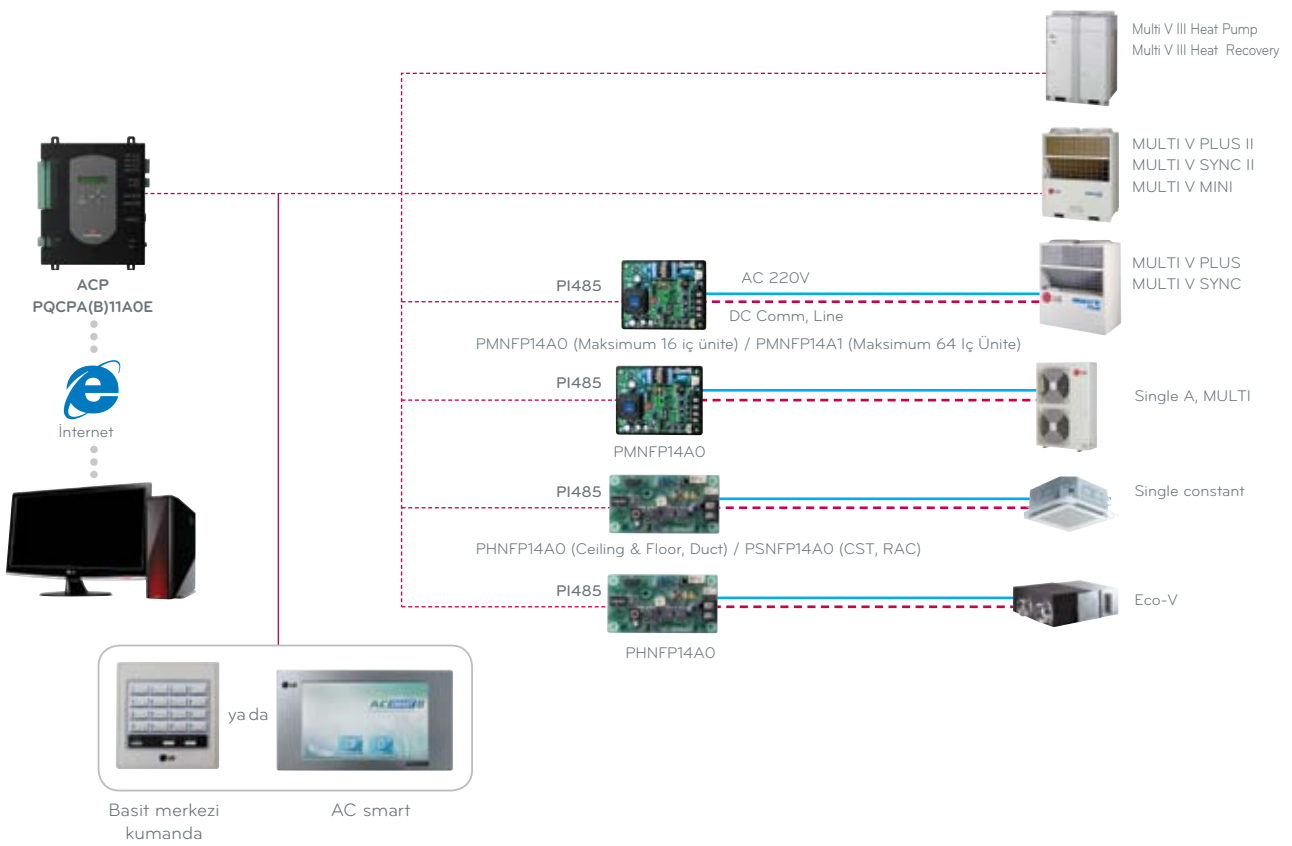 Multi V III Heat Pump
Multi V III Heat Recovery
MULTI V PLUS II
MULTI V SYNC II
MULTI V MINI
ACP
PQCPA(B)11A0E
İnternet
PI485
AC 220V
DC Comm, Line
MULTI V PLUS
MULTI V SYNC
PMNFP14A0 (Maksimum 16 iç ünite) / PMNFP14A1 (Maksimum 64 Iç Ünite)
PI485
PMNFP14A0
Single A, MULTI
PI485
Single constant
PHNFP14A0 (Ceiling & Floor, Duct) / PSNFP14A0 (CST, RAC)
PI485
PHNFP14A0
Eco-V
ya da
AC SMART II
Basit merkezi
kumanda
AC smart